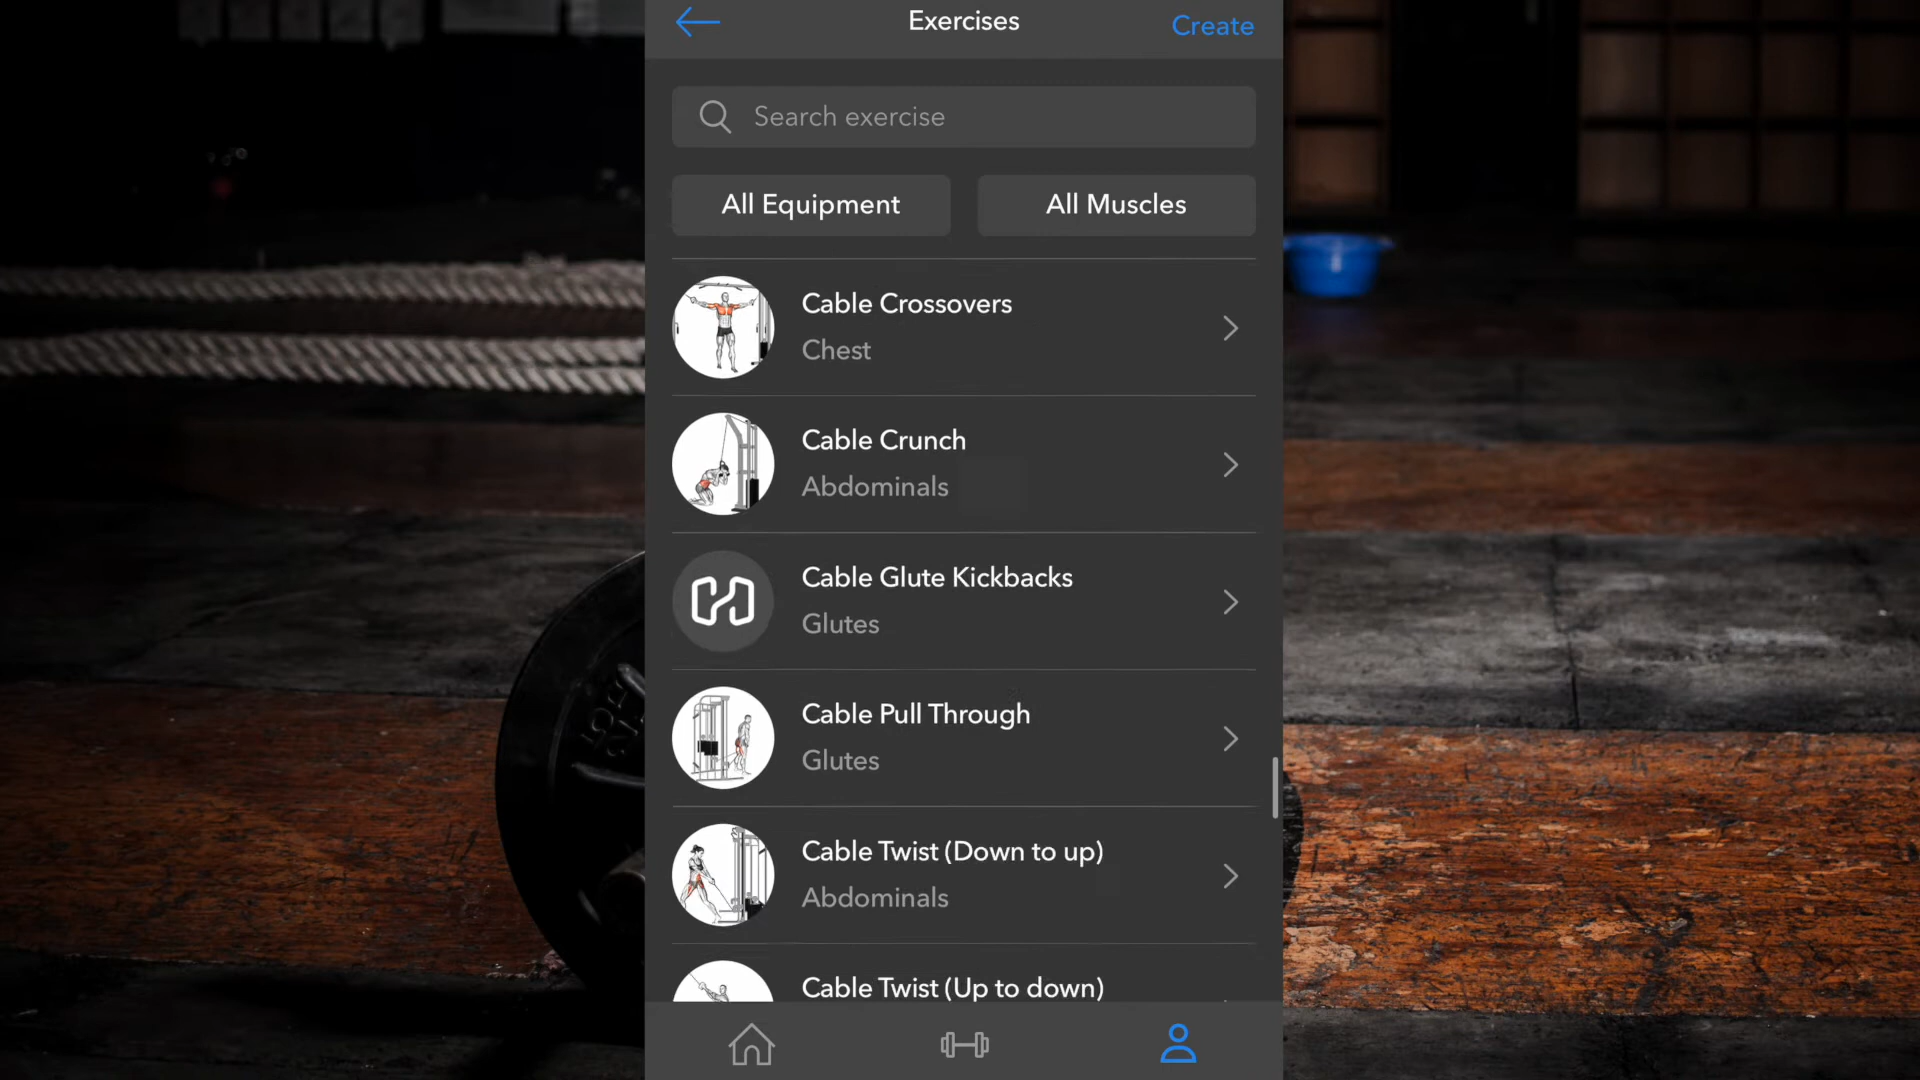 Exercises
Create
Search exercise
All Equipment
All Muscles
Cable Crossovers
Chest
Cable Crunch
Abdominals
Cable Glute Kickbacks
Glutes
Cable Pull Through
Glutes
Cable Twist (Down to up)
Abdominals
Cable Twist (Up to down)